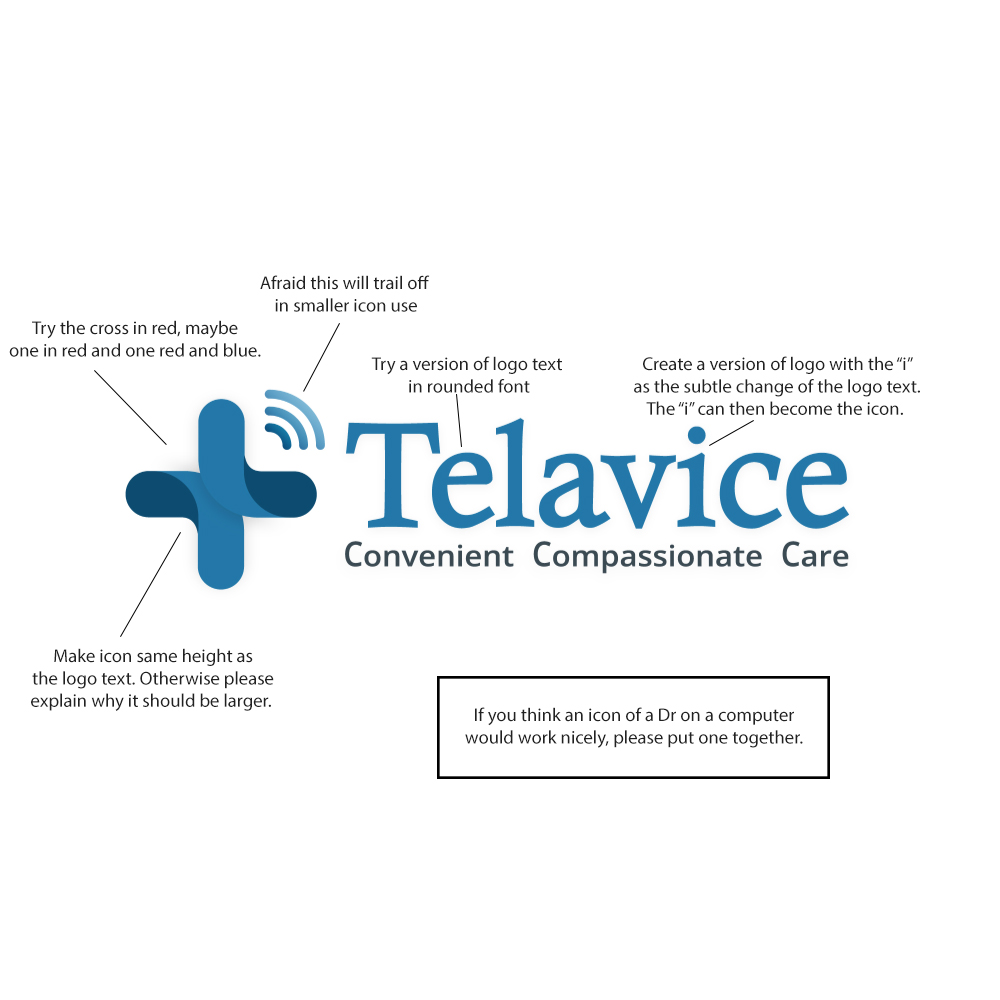 Afraid this will trail off
in smaller icon use
Try the cross in red, maybe
one in red and one red and blue.
Try a version of logo text
in rounded font
Create a version of logo with the “i”
as the subtle change of the logo text.
The “i” can then become the icon.
Telavice
Convenient Compassionate Care
Make icon same height as
the logo text. Otherwise please
explain why it should be larger.
If you think an icon of a Dr on a computer
would work nicely, please put one together.